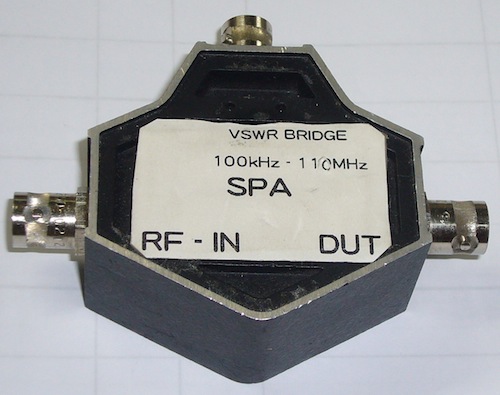 VSWR BRIDGE
100kHz - 110MHz
SPA
RF - IN DUT